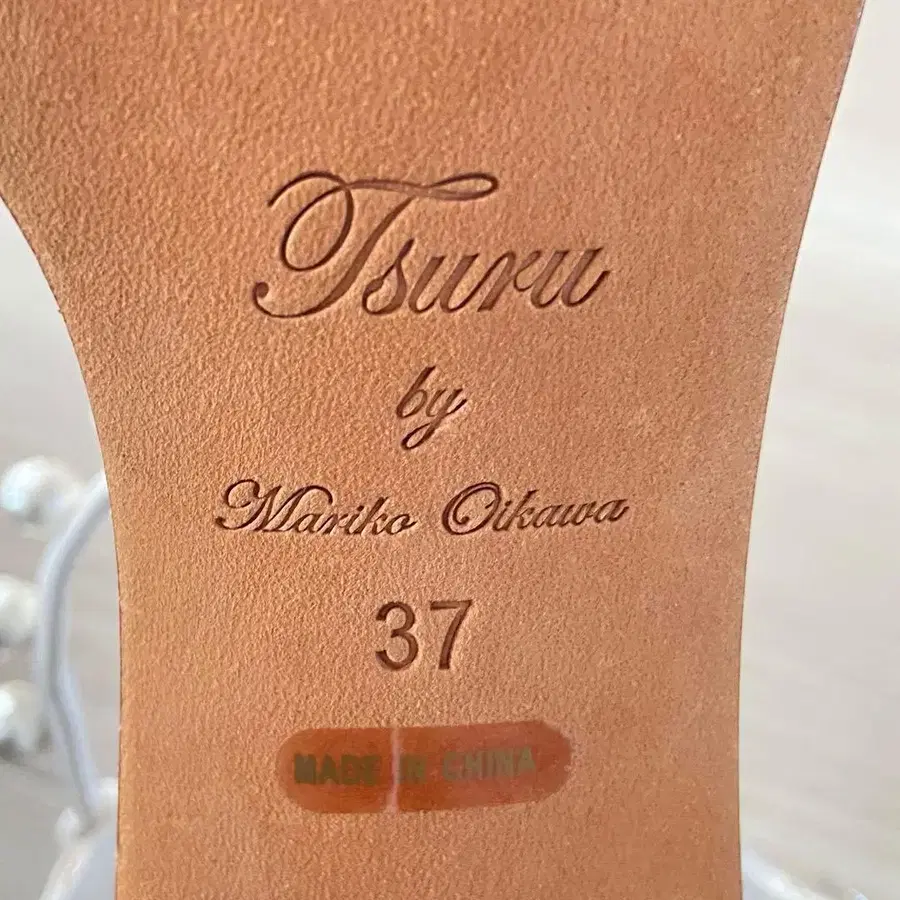 Tsuru
by
Mariko Oikawa
37
MADE IN CHINA